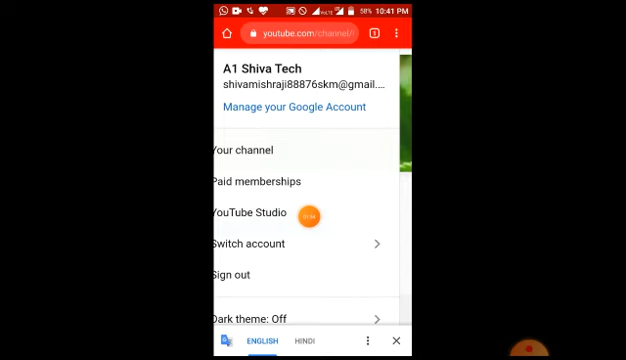 58% 10:41 PM
youtube.com/channel/
A1 Shiva Tech
shivamishraji88876skm@gmail....
Manage your Google Account
Your channel
Paid memberships
YouTube Studio
Switch account
Sign out
Dark theme: Off
ENGLISH HINDI